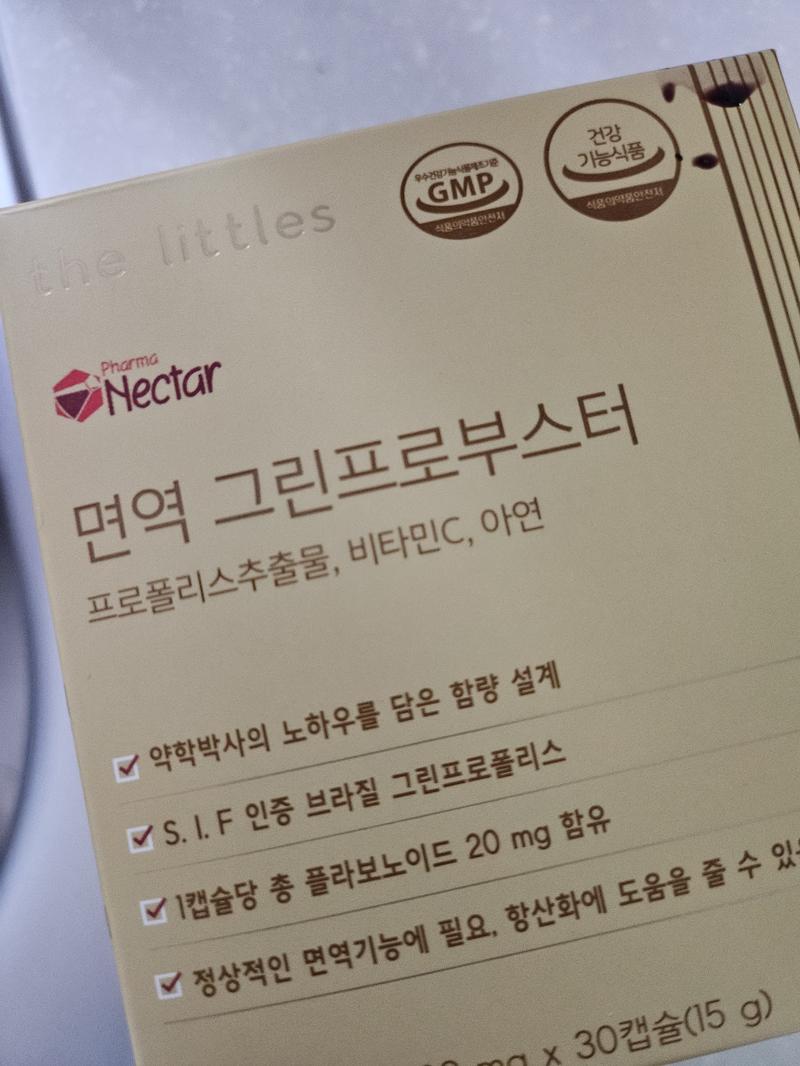 the littles
우수건강기능식품제조기준
GMP
식품의약품안전처
건강
기능식품
식품의약품안전처
Pharma
Nectar
면역 그린프로부스터
프로폴리스추출물, 비타민C, 아연
약학박사의 노하우를 담은 함량 설계
S. I. F 인증 브라질 그린프로폴리스
1캡슐당 총 플라보노이드 20 mg 함유
정상적인 면역기능에 필요, 항산화에 도움을 줄 수
mg x 30캡슐(15 g)